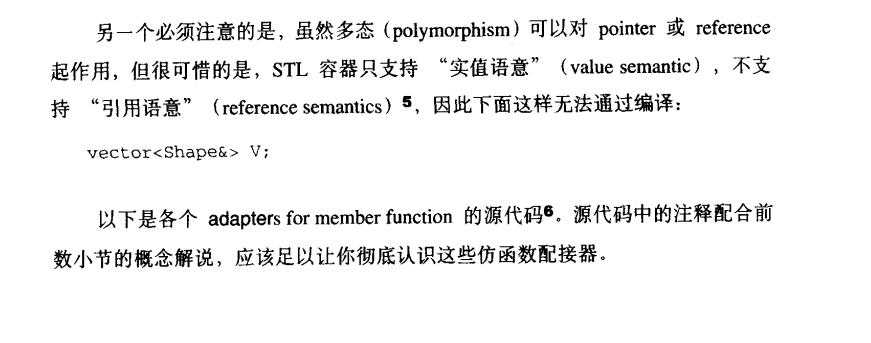 另一个必须注意的是，虽然多态（polymorphism）可以对 pointer 或 reference
起作用，但很可惜的是，STL 容器只支持 “实值语意”（value semantic），不支
持 “引用语意”（reference semantics）5，因此下面这样无法通过编译：
vector<Shape&> V;
以下是各个 adapters for member function 的源代码6。源代码中的注释配合前
数小节的概念解说，应该足以让你彻底认识这些仿函数配接器。